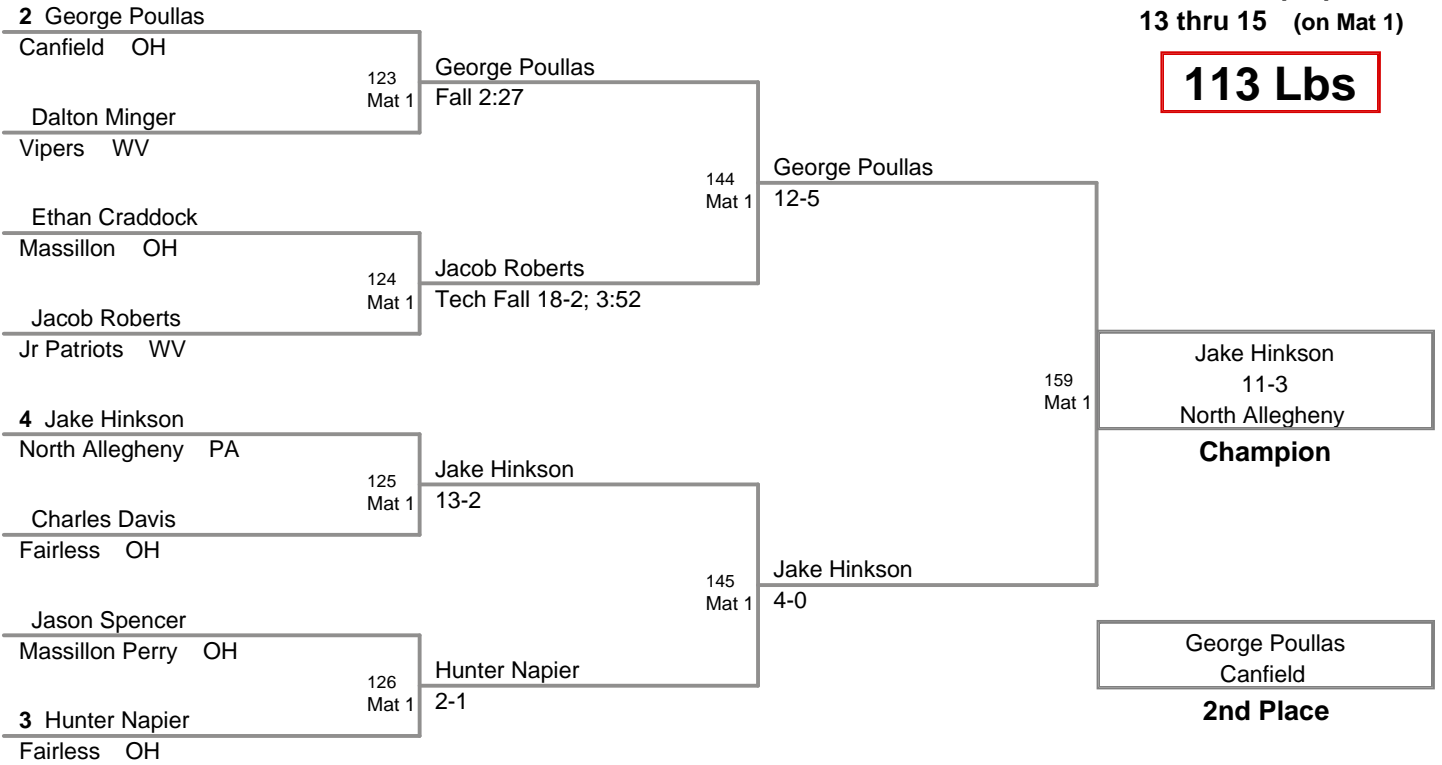 2 George Poullas
Canfield OH
123
Mat 1
Dalton Minger
Vipers WV
Ethan Craddock
Massillon OH
124
Mat 1
Jacob Roberts
Jr Patriots WV
4 Jake Hinkson
North Allegheny PA
125
Mat 1
Charles Davis
Fairless OH
Jason Spencer
Massillon Perry OH
126
Mat 1
3 Hunter Napier
Fairless OH
George Poullas
Fall 2:27
144
Mat 1
Jacob Roberts
Tech Fall 18-2; 3:52
Jake Hinkson
13-2
145
Mat 1
Hunter Napier
2-1
George Poullas
12-5
159
Mat 1
Jake Hinkson
4-0
13 thru 15 (on Mat 1)
113 Lbs
Jake Hinkson
11-3
North Allegheny
Champion
George Poullas
Canfield
2nd Place